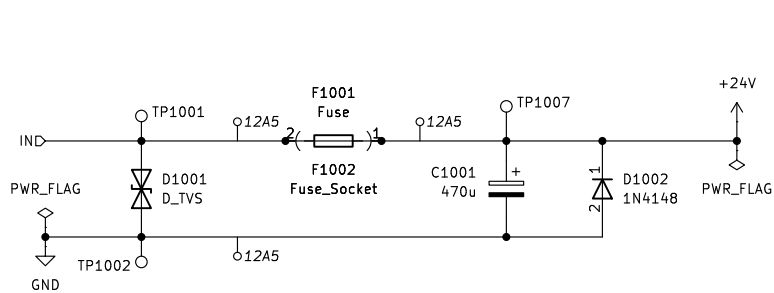 +24V
F1001
Fuse
TP1001
12A5
12A5
TP1007
IN
2
1
F1002
Fuse_Socket
D1001
D_TVS
C1001
470u
+
1
2
D1002
1N4148
PWR_FLAG
PWR_FLAG
TP1002
12A5
GND